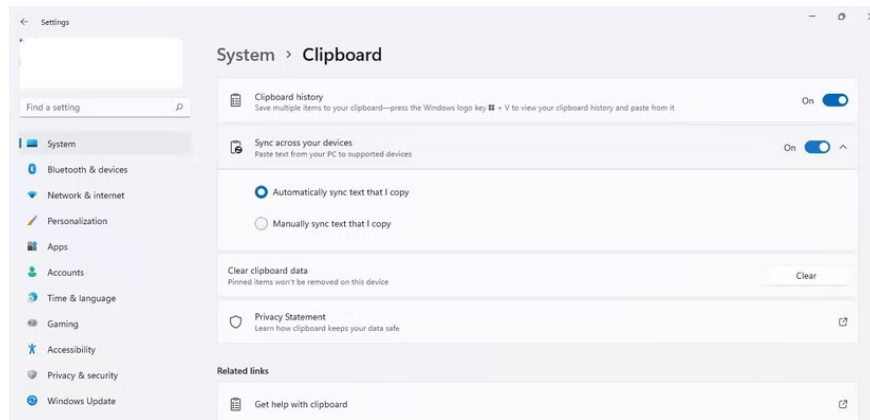 Settings
System > Clipboard
Find a setting
System
Bluetooth & devices
Network & internet
Personalization
Apps
Accounts
Time & language
Gaming
Accessibility
Privacy & security
Windows Update
Clipboard history
Save multiple items to your clipboard—press the Windows logo key + V to view your clipboard history and paste from it
On
Sync across your devices
Paste text from your PC to supported devices
On
Automatically sync text that I copy
Manually sync text that I copy
Clear clipboard data
Pinned items won't be removed on this device
Clear
Privacy Statement
Learn how clipboard keeps your data safe
Related links
Get help with clipboard